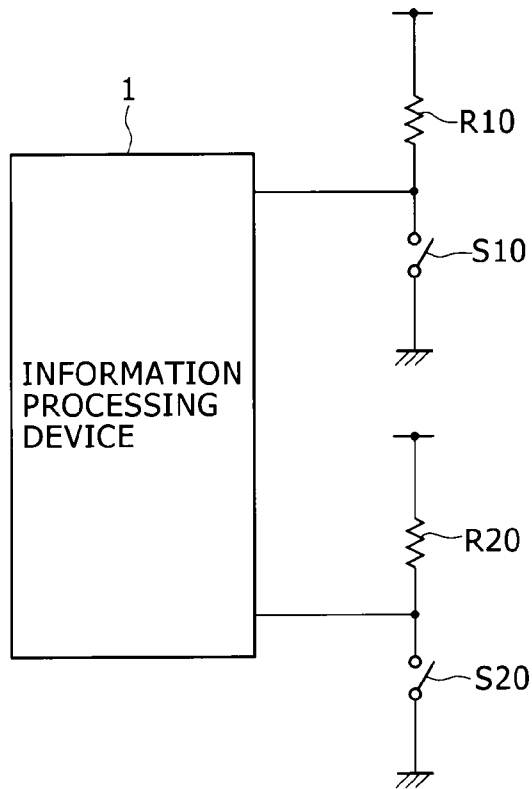 1
R10
S10
INFORMATION
PROCESSING
DEVICE
R20
S20